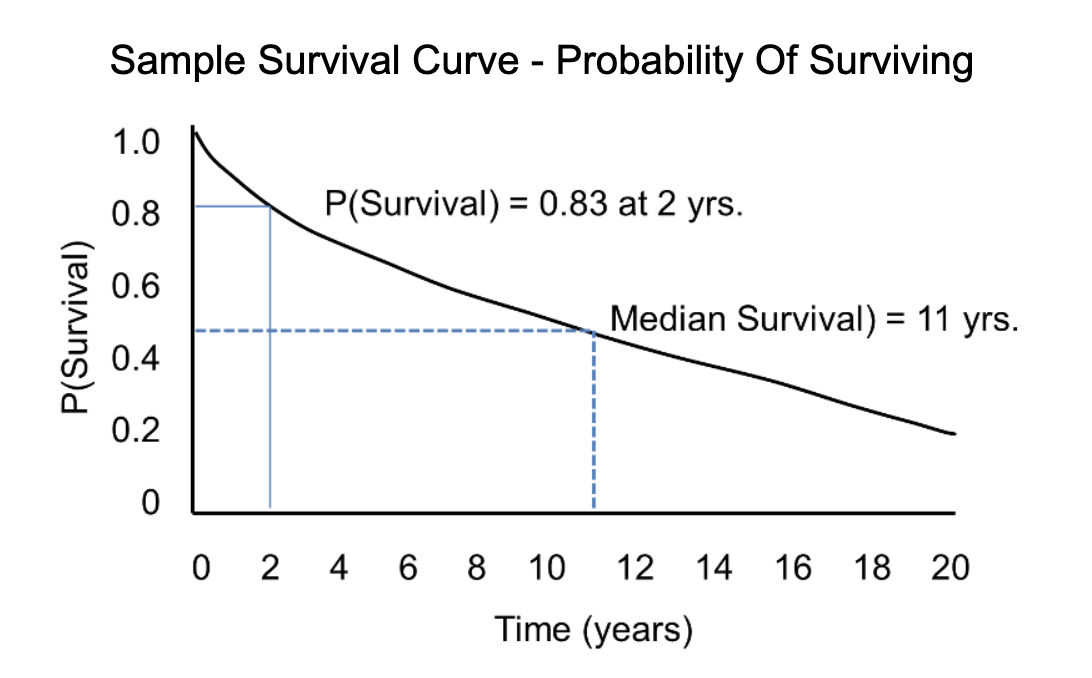 Sample Survival Curve - Probability Of Surviving
1.0
P(Survival) = 0.83 at 2 yrs.
0.8
0.6
P(Survival)
Median Survival) = 11 yrs.
0.4
0.2
0
0 2 4 6 8 10 12 14 16 18 20
Time (years)